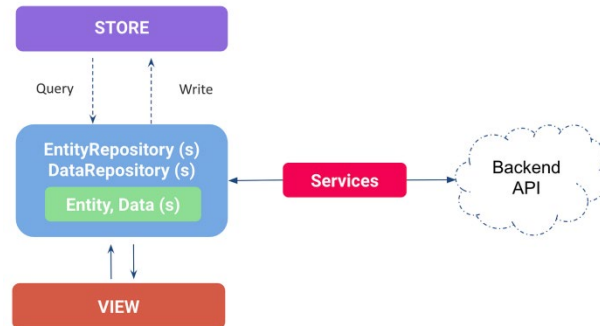 STORE
Query
Write
EntityRepository (s)
DataRepository (s)
Entity, Data (s)
Services
Backend
API
VIEW